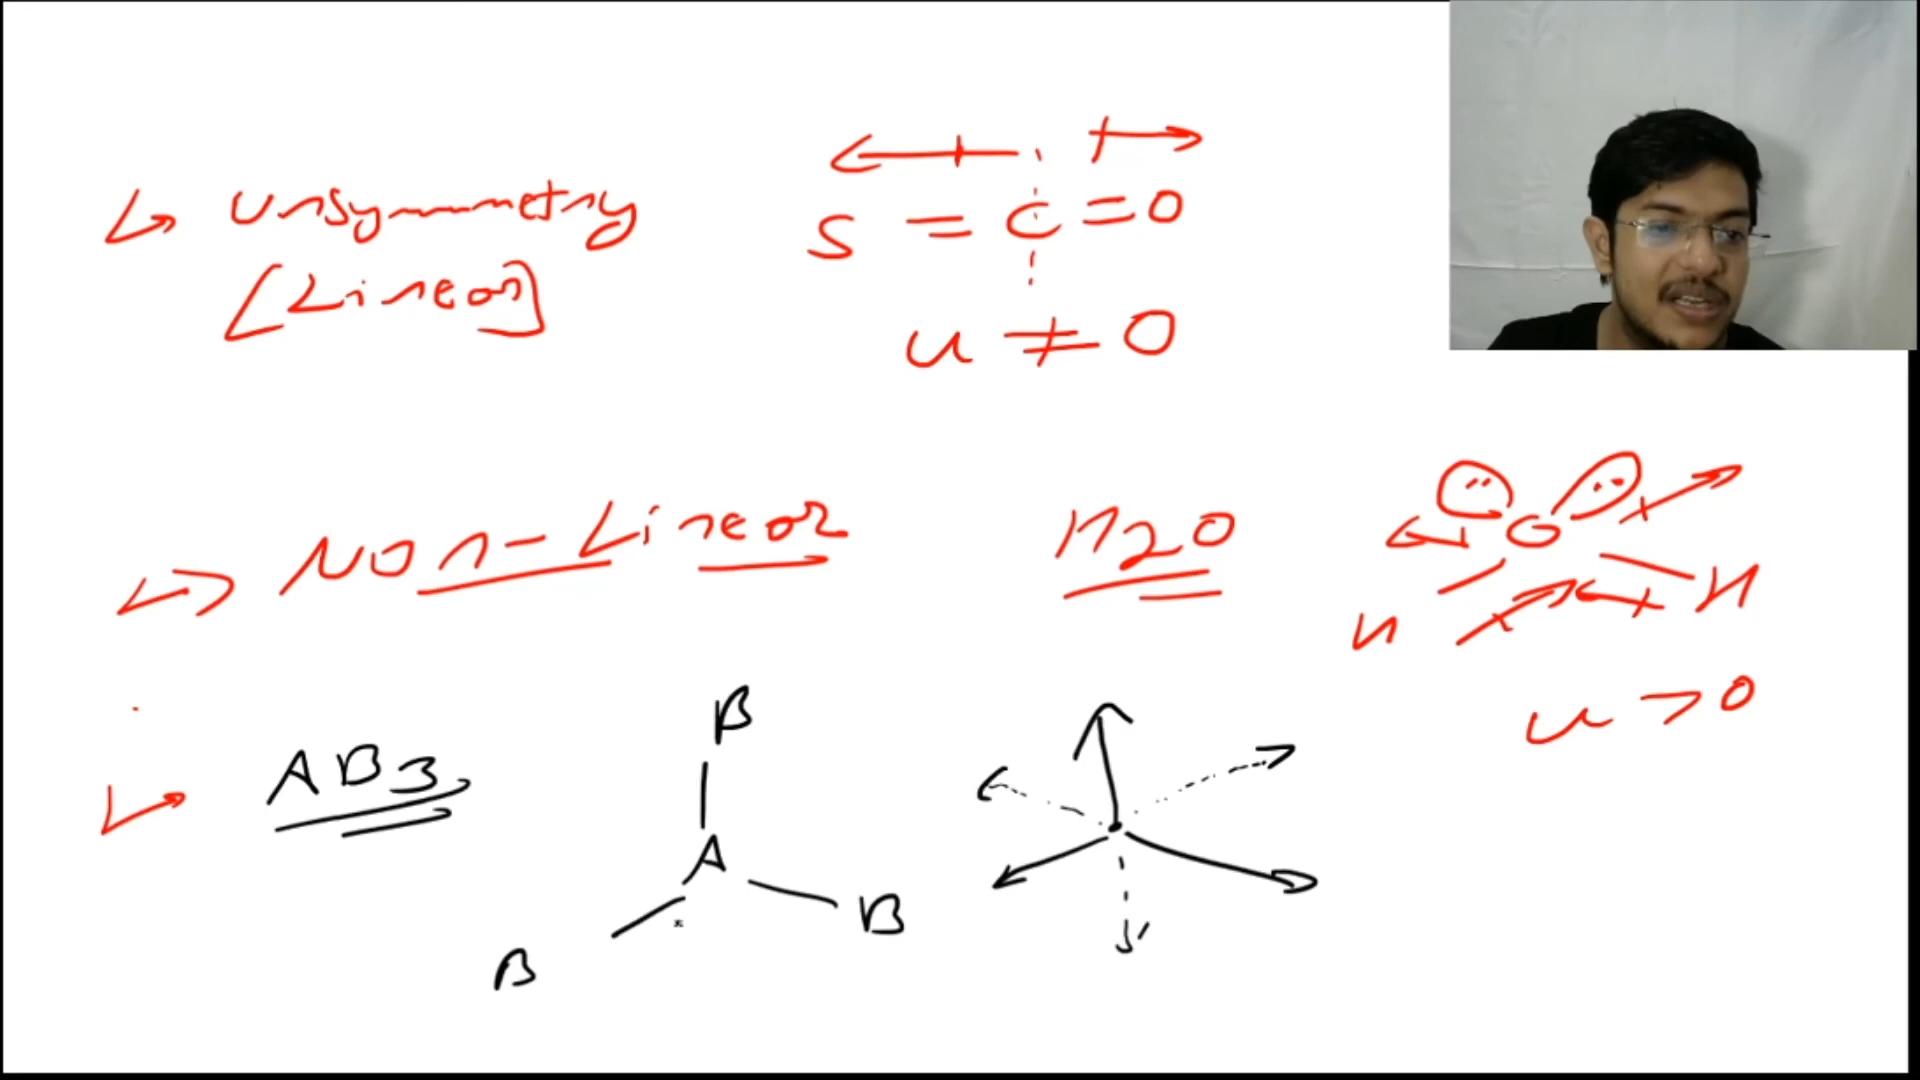 Unsymmetry
[Linear]
S = C = O
u ≠ 0
Non-Linear
H2O
O
H
H
u > 0
AB3
B
A
B
B